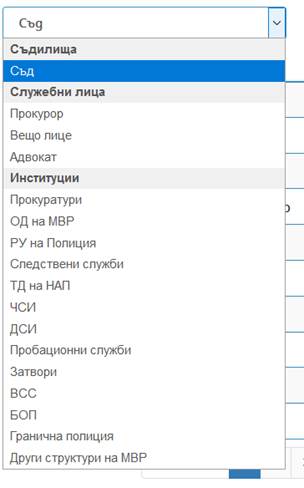 Съд
Съдилища
Съд
Служебни лица
Прокурор
Вещо лице
Адвокат
Институции
Прокуратури
ОД на МВР
РУ на Полиция
Следствени служби
ТД на НАП
ЧСИ
ДСИ
Пробационни служби
Затвори
ВСС
БОП
Гранична полиция
Други структури на МВР